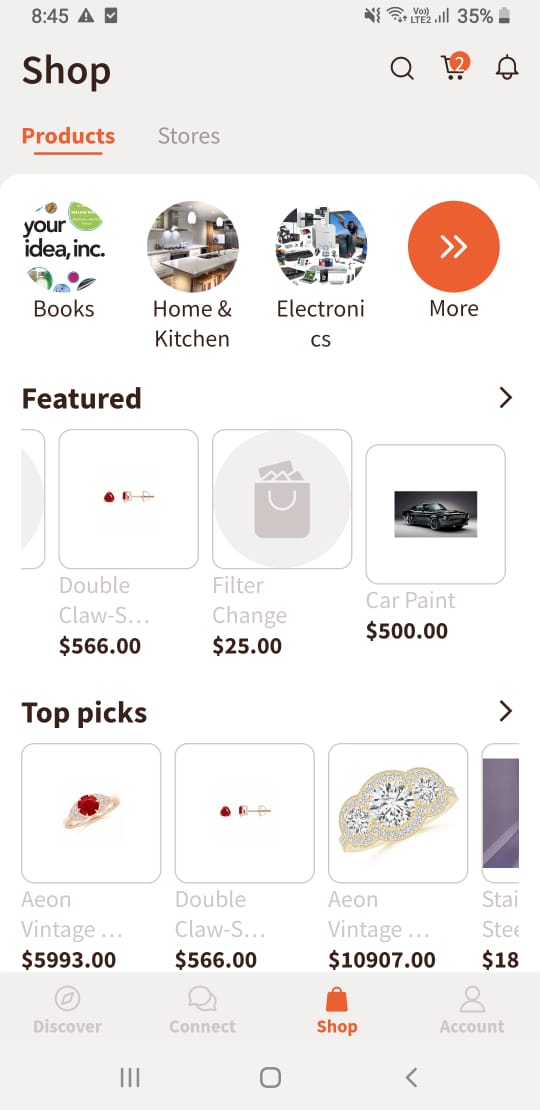 8:45
Vo)) LTE2 35%
Shop
2
Products Stores
your
idea, inc.
Books Home & Electroni More
Kitchen cs
Featured
Double Filter Car Paint
Claw-S... Change $500.00
$566.00 $25.00
Top picks
Aeon Double Aeon Stai
Vintage ... Claw-S... Vintage ... Stee
$5993.00 $566.00 $10907.00 $18
Discover Connect Shop Account